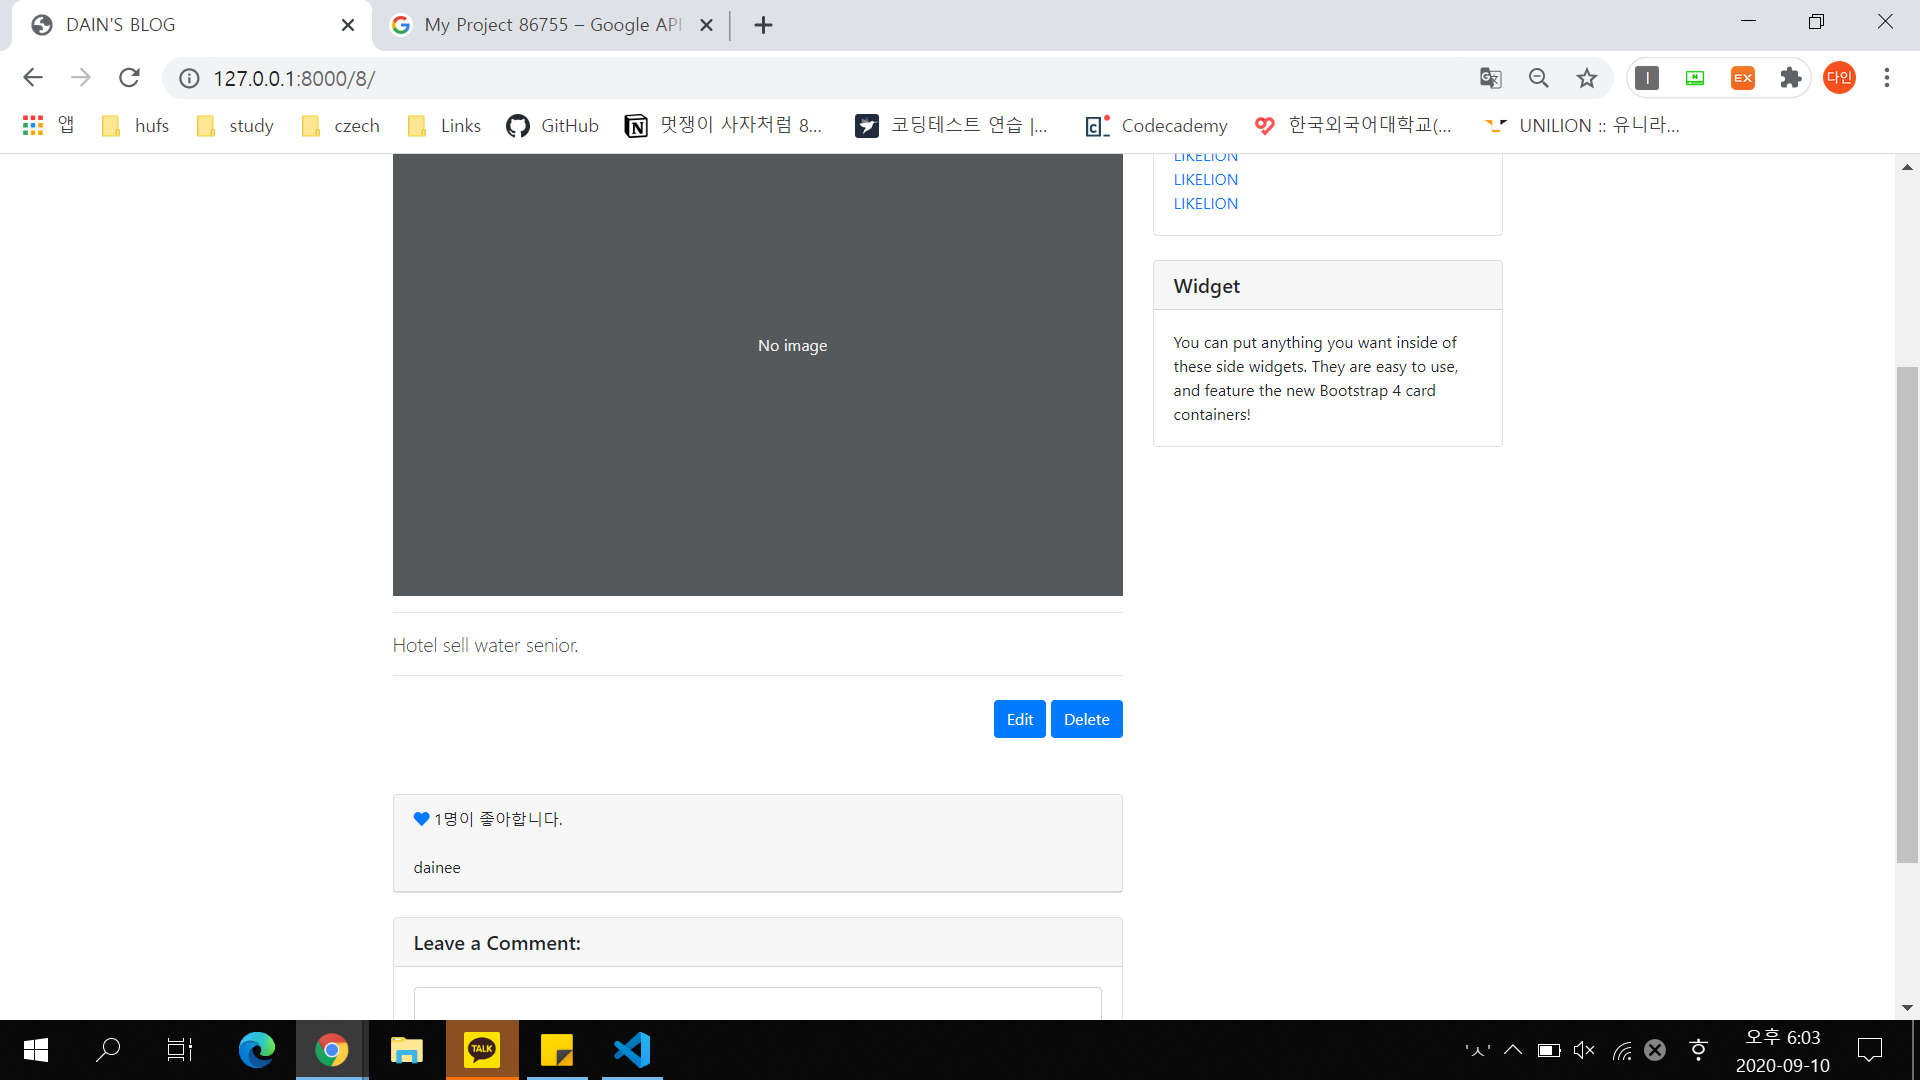 DAIN'S BLOG
My Project 86755 – Google API
127.0.0.1:8000/8/
다인
앱
hufs
study
czech
Links
GitHub
멋쟁이 사자처럼 8...
코딩테스트 연습 |...
Codecademy
한국외국어대학교(...
UNILION :: 유니라...
LIKELION
LIKELION
LIKELION
Widget
You can put anything you want inside of
these side widgets. They are easy to use,
and feature the new Bootstrap 4 card
containers!
No image
Hotel sell water senior.
Edit
Delete
1명이 좋아합니다.
dainee
Leave a Comment:
TALK
'ㅅ'
오후 6:03
2020-09-10